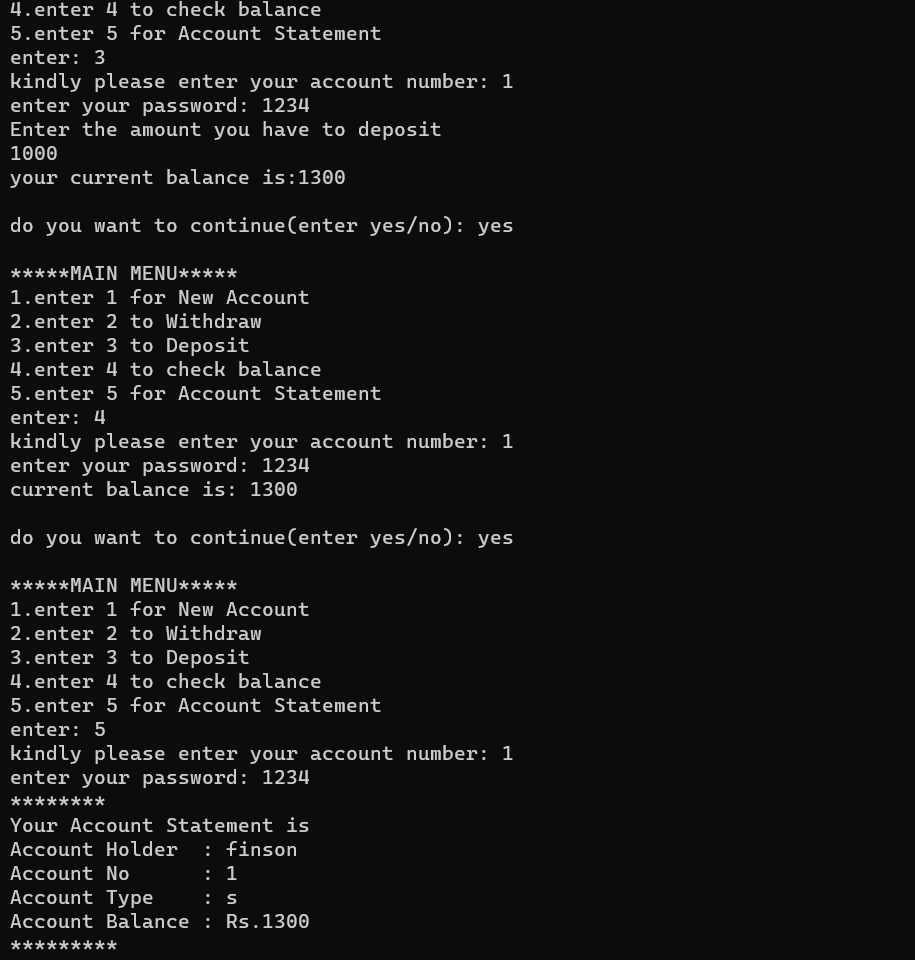 4.enter 4 to check balance
5.enter 5 for Account Statement
enter: 3
kindly please enter your account number: 1
enter your password: 1234
Enter the amount you have to deposit
1000
your current balance is:1300
do you want to continue(enter yes/no): yes
*****MAIN MENU*****
1.enter 1 for New Account
2.enter 2 to Withdraw
3.enter 3 to Deposit
4.enter 4 to check balance
5.enter 5 for Account Statement
enter: 4
kindly please enter your account number: 1
enter your password: 1234
current balance is: 1300
do you want to continue(enter yes/no): yes
*****MAIN MENU*****
1.enter 1 for New Account
2.enter 2 to Withdraw
3.enter 3 to Deposit
4.enter 4 to check balance
5.enter 5 for Account Statement
enter: 5
kindly please enter your account number: 1
enter your password: 1234
********
Your Account Statement is
Account Holder  : finson
Account No      : 1
Account Type    : s
Account Balance : Rs.1300
*********